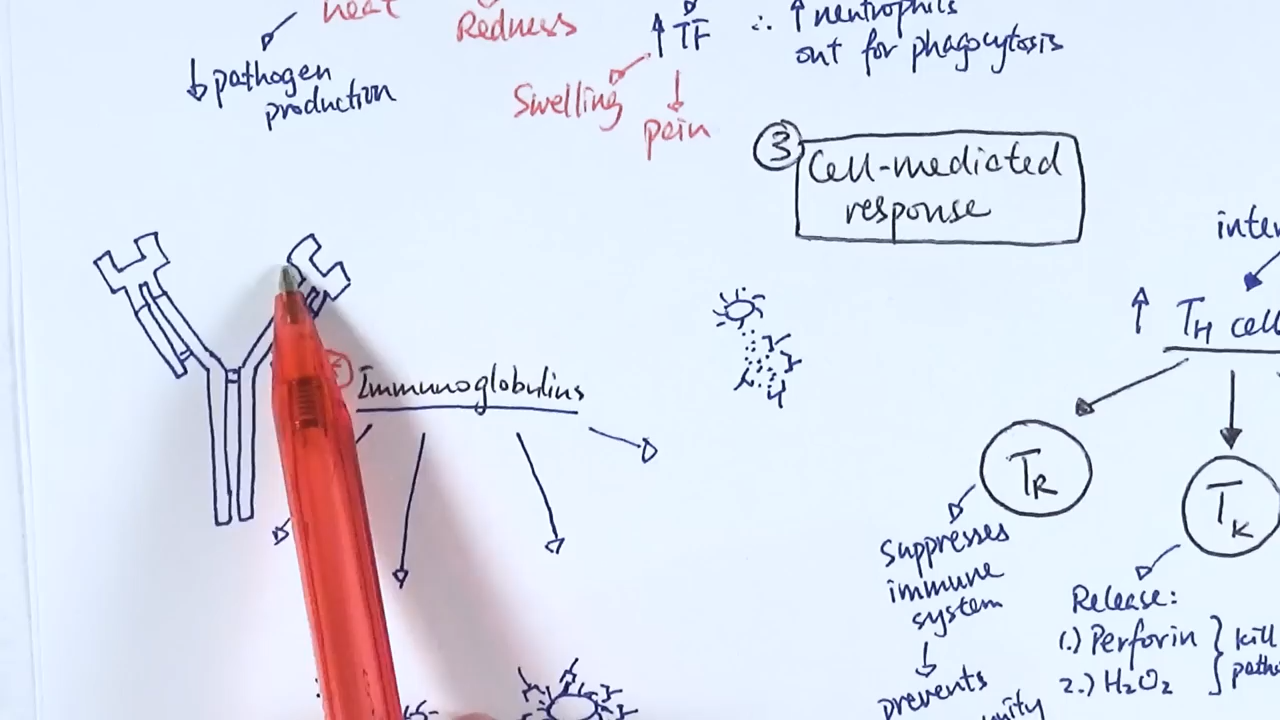 heat
Redness
↑ TF
∴ ↑ neutrophils
out for phagocytosis
↓ pathogen
production
Swelling
pain
③ Cell-mediated
response
Immunoglobulins
↑ TH cell
TR
TK
Suppresses
immune
system
↓
prevents
Release:
1.) Perforin
2.) H2O2
} kill